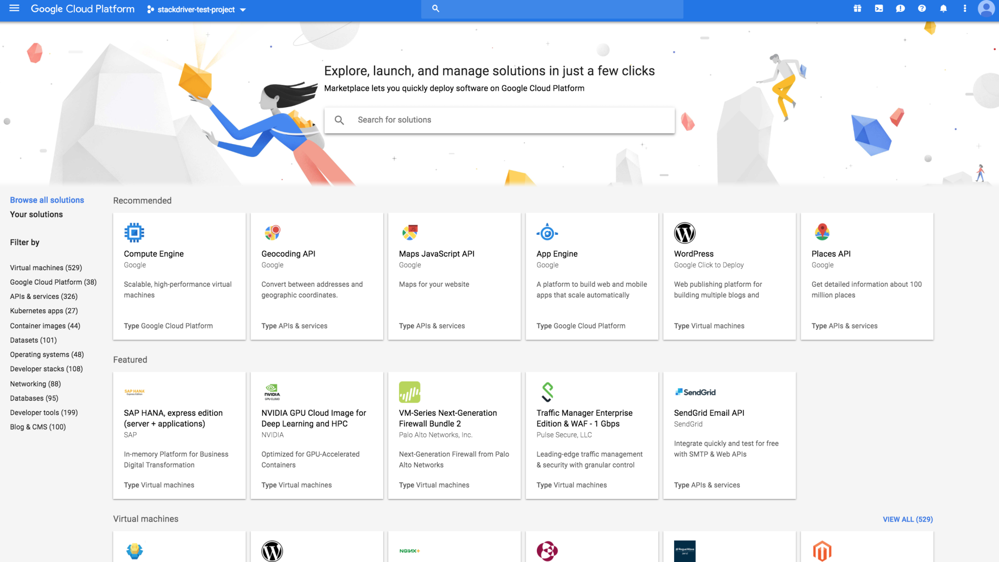 Google Cloud Platform
stackdriver-test-project
Explore, launch, and manage solutions in just a few clicks
Marketplace lets you quickly deploy software on Google Cloud Platform
Search for solutions
Browse all solutions
Your solutions
Filter by
Virtual machines (529)
Google Cloud Platform (38)
APIs & services (326)
Kubernetes apps (27)
Container images (44)
Datasets (101)
Operating systems (48)
Developer stacks (108)
Networking (88)
Databases (95)
Developer tools (199)
Blog & CMS (100)
Recommended
Compute Engine
Google
Scalable, high-performance virtual
machines
Type Google Cloud Platform
Geocoding API
Google
Convert between addresses and
geographic coordinates.
Type APIs & services
JS
Maps JavaScript API
Google
Maps for your website
Type APIs & services
App Engine
Google
A platform to build web and mobile
apps that scale automatically
Type Google Cloud Platform
WordPress
Google Click to Deploy
Web publishing platform for
building multiple blogs and
Type Virtual machines
Places API
Google
Get detailed information about 100
million places
Type APIs & services
Featured
SAP HANA
Express Edition
SAP HANA, express edition
(server + applications)
SAP
In-memory Platform for Business
Digital Transformation
Type Virtual machines
NVIDIA
GPU CLOUD
NVIDIA GPU Cloud Image for
Deep Learning and HPC
NVIDIA
Optimized for GPU-Accelerated
Containers
Type Virtual machines
VM-Series Next-Generation
Firewall Bundle 2
Palo Alto Networks, Inc.
Next-Generation Firewall from Palo
Alto Networks
Type Virtual machines
Traffic Manager Enterprise
Edition & WAF - 1 Gbps
Pulse Secure, LLC
Leading-edge traffic management
& security with granular control
Type Virtual machines
SendGrid
SendGrid Email API
SendGrid
Integrate quickly and test for free
with SMTP & Web APIs
Type APIs & services
Virtual machines
VIEW ALL (529)
NGINX+
RogueWave
zend